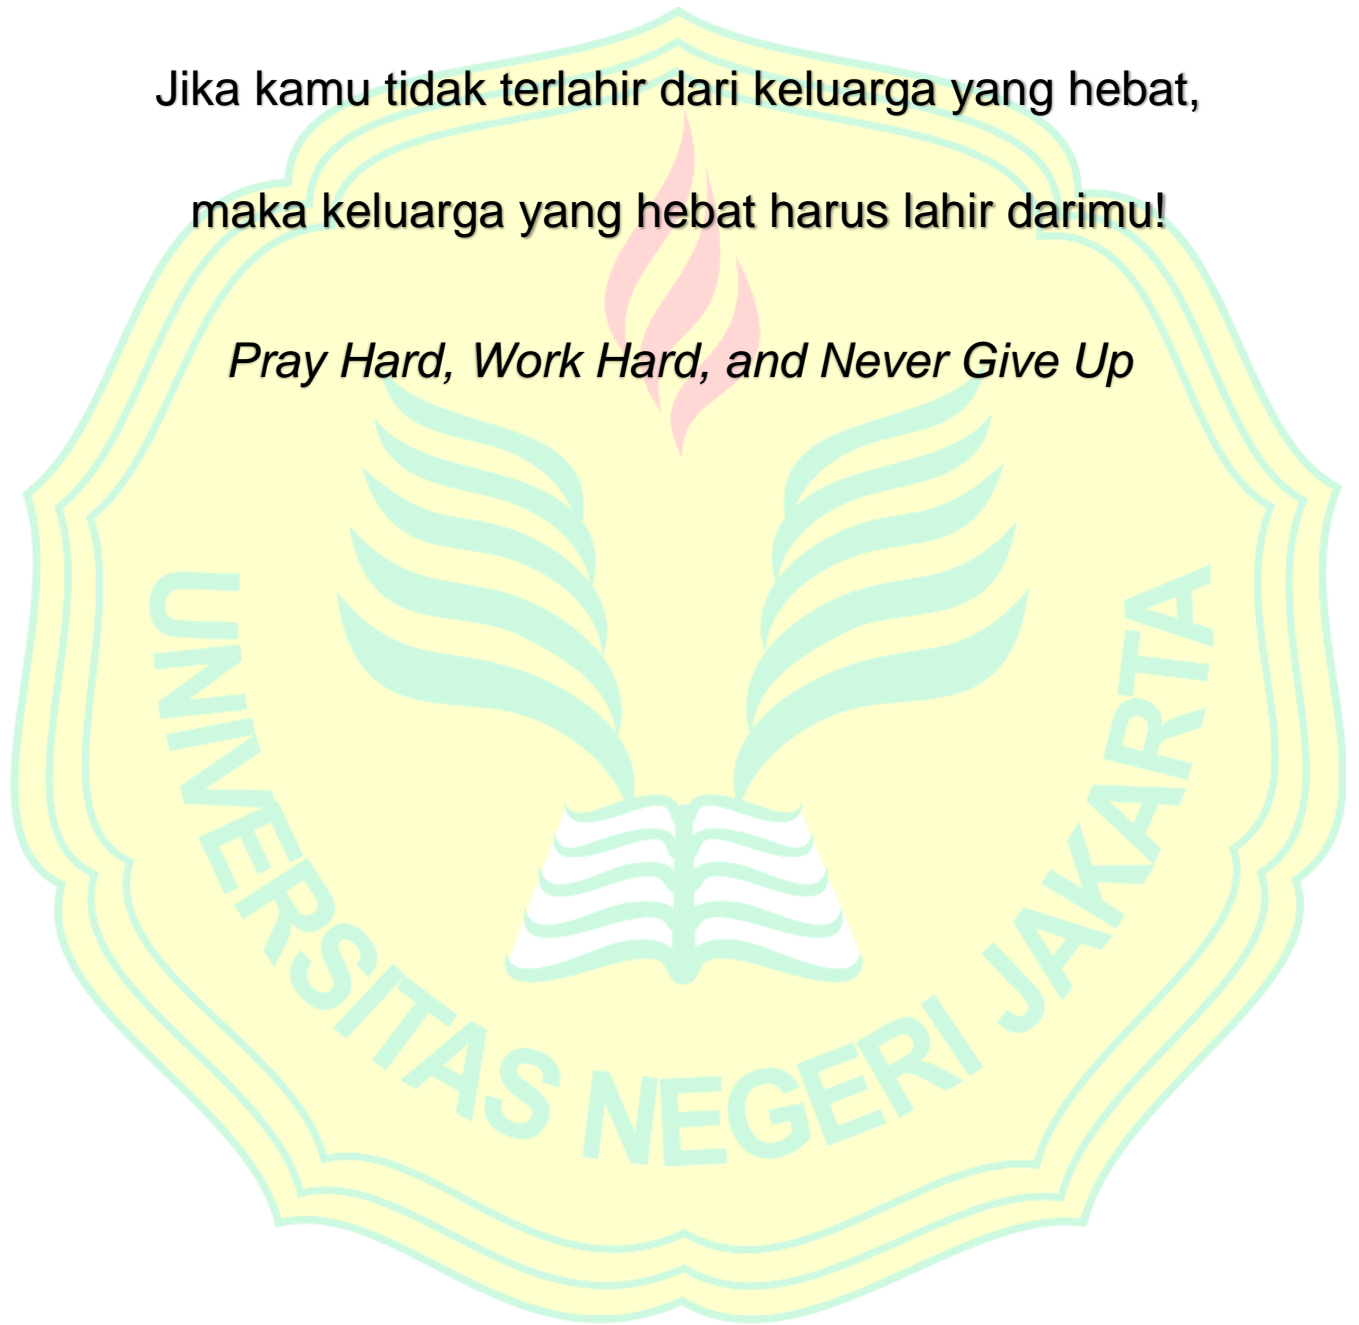 Jika kamu tidak terlahir dari keluarga yang hebat,
maka keluarga yang hebat harus lahir darimu!
Pray Hard, Work Hard, and Never Give Up
UNIVERSITAS NEGERI JAKARTA